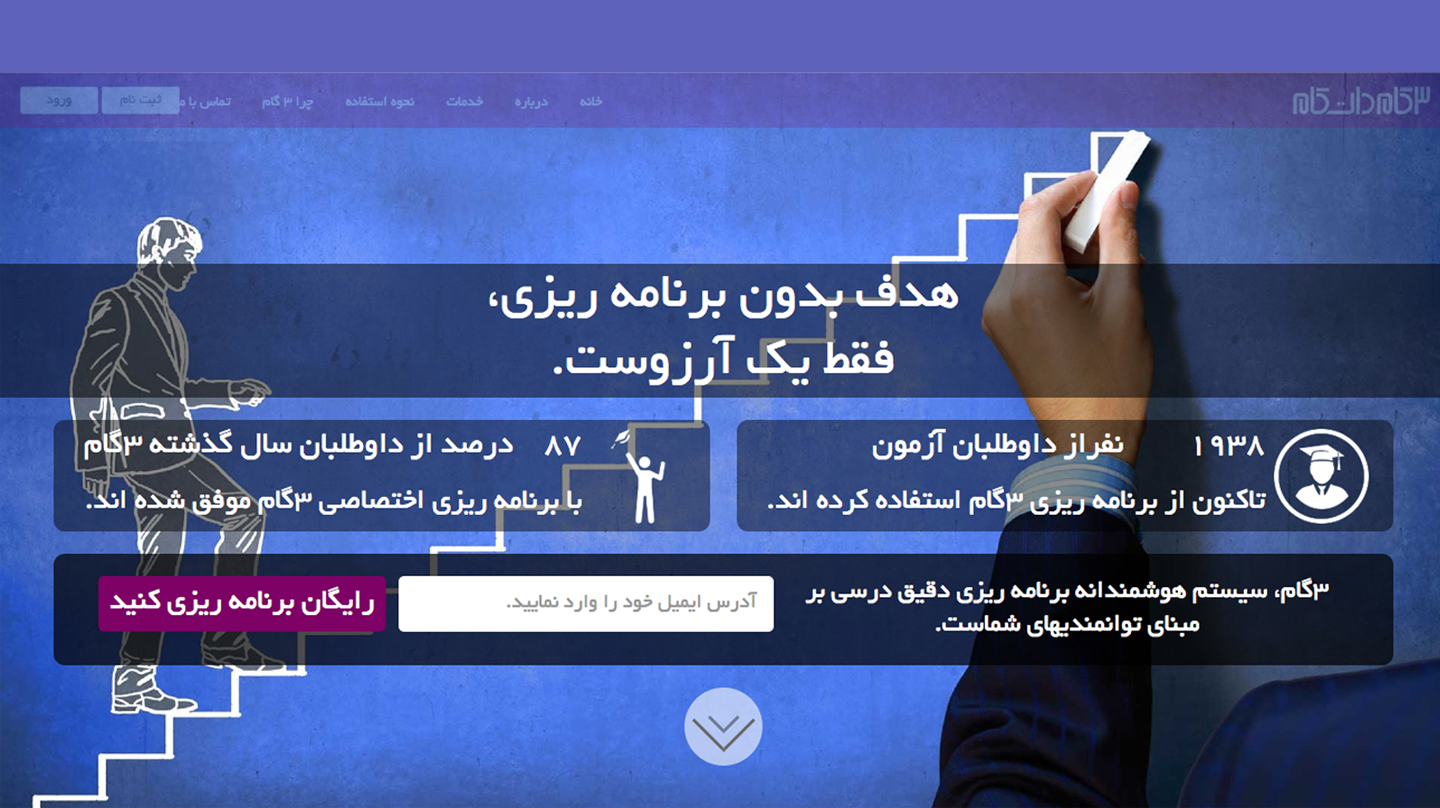 ۳گام دات گام
خانه
درباره
خدمات
نحوه استفاده
چرا ۳ گام
تماس با م
ثبت نام
ورود
هدف بدون برنامه ریزی،
فقط یک آرزوست.
۱۹۳۸ نفراز داوطلبان آزمون
تاکنون از برنامه ریزی ۳گام استفاده کرده اند.
۸۷ درصد از داوطلبان سال گذشته ۳گام
با برنامه ریزی اختصاصی ۳گام موفق شده اند.
۳گام، سیستم هوشمندانه برنامه ریزی دقیق درسی بر
مبنای توانمندیهای شماست.
آدرس ایمیل خود را وارد نمایید.
رایگان برنامه ریزی کنید